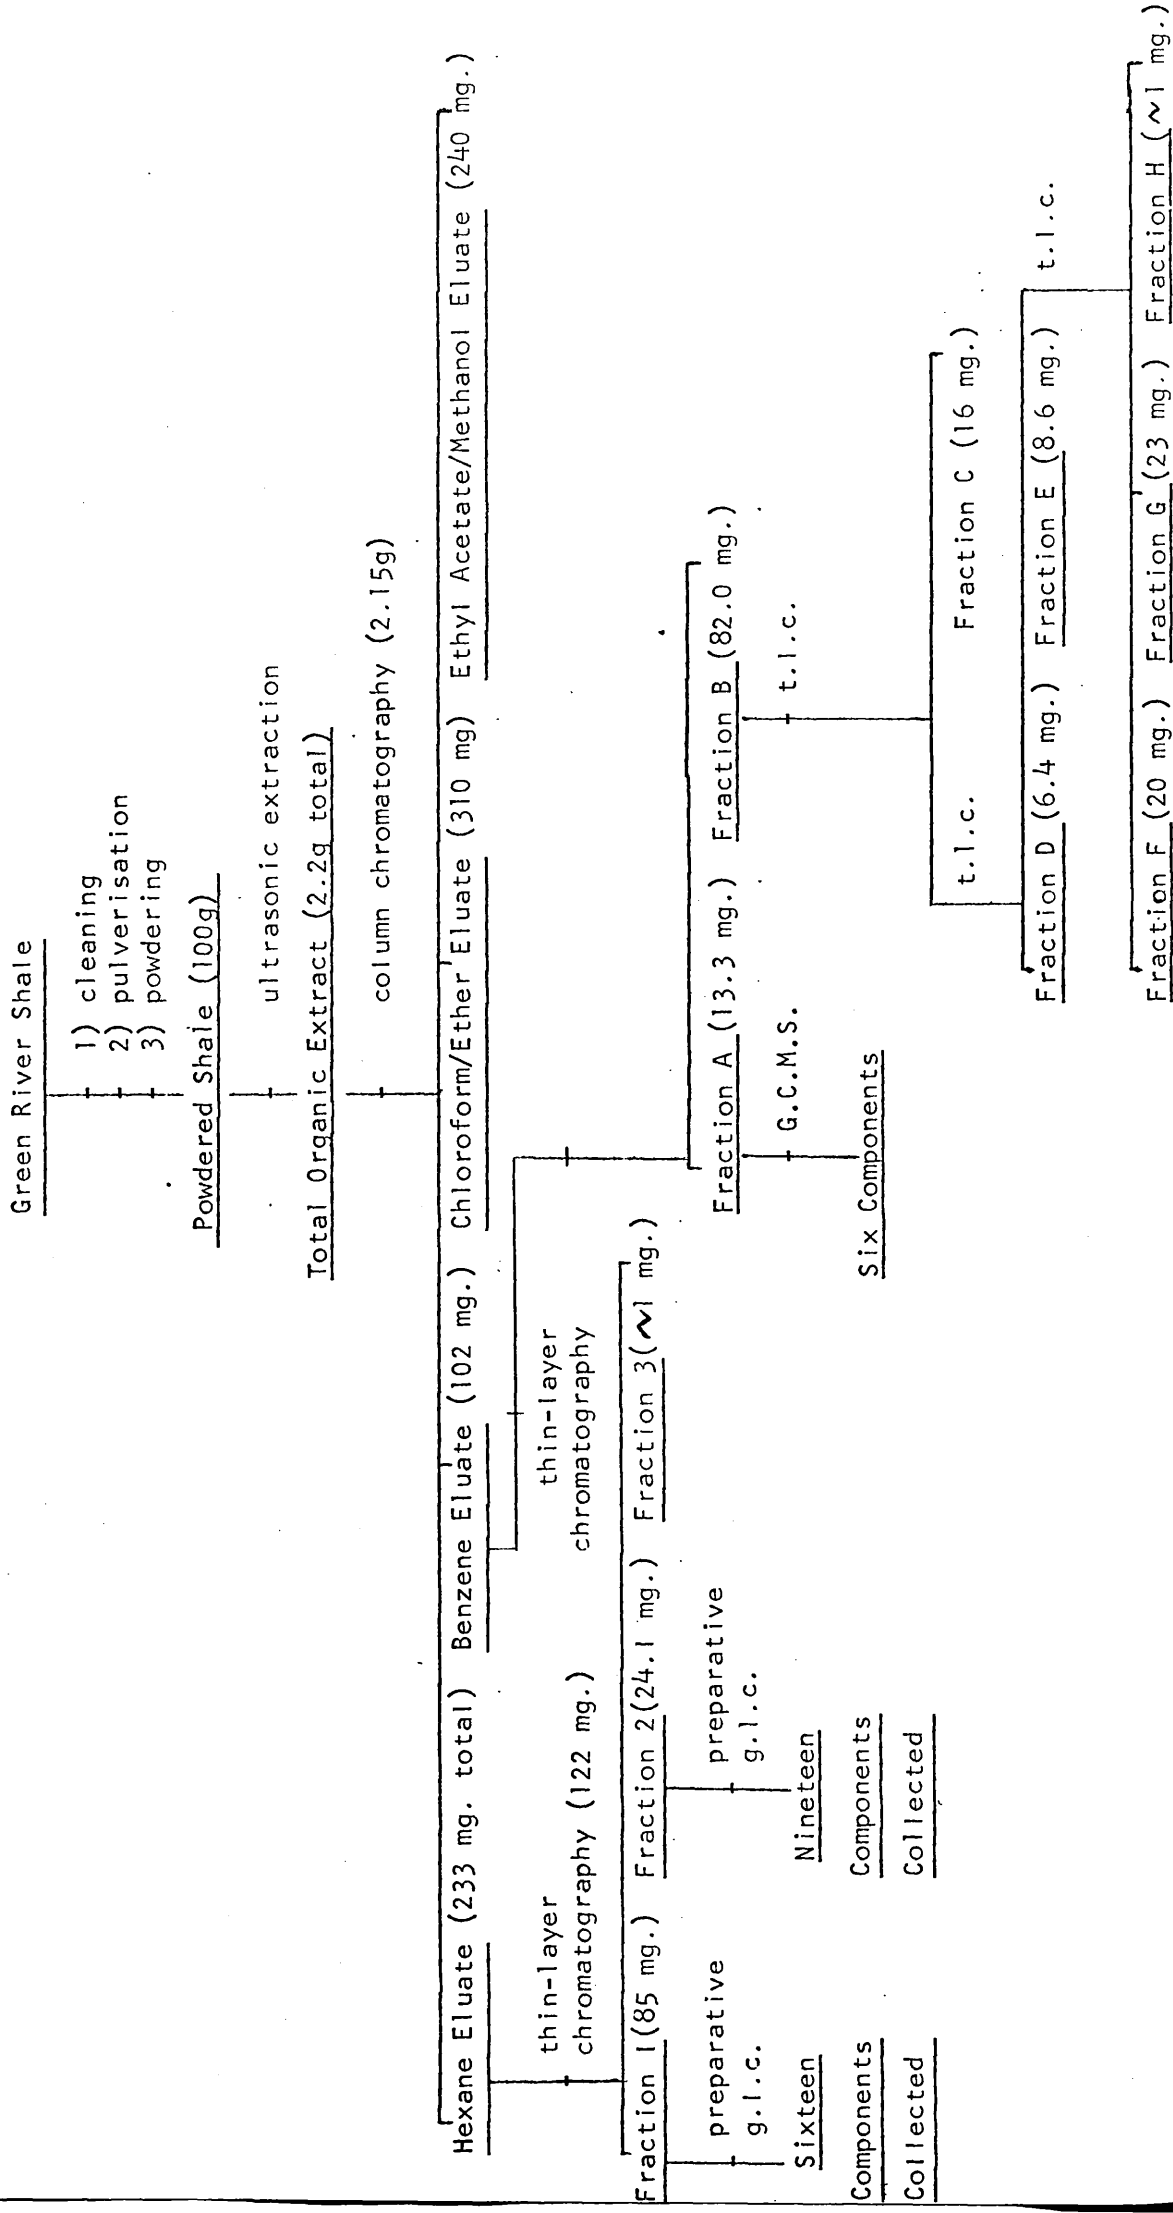 Green River Shale
1) cleaning
2) pulverisation
3) powdering
Powdered Shale (100g)
ultrasonic extraction
Total Organic Extract (2.2g total)
column chromatography (2.15g)
Hexane Eluate (233 mg. total) Benzene Eluate (102 mg.) Chloroform/Ether Eluate (310 mg) Ethyl Acetate/Methanol Eluate (240 mg.)
thin-layer
chromatography (122 mg.)
thin-layer
chromatography
Fraction 1(85 mg.) Fraction 2(24.1 mg.) Fraction 3(~1 mg.)
Fraction A (13.3 mg.) Fraction B (82.0 mg.)
preparative
g.l.c.
preparative
g.l.c.
G.C.M.S.
t.l.c.
Sixteen
Components
Collected
Nineteen
Components
Collected
Six Components
t.l.c.
Fraction C (16 mg.)
Fraction D (6.4 mg.) Fraction E (8.6 mg.)
t.l.c.
Fraction F (20 mg.) Fraction G (23 mg.) Fraction H (~1 mg.)